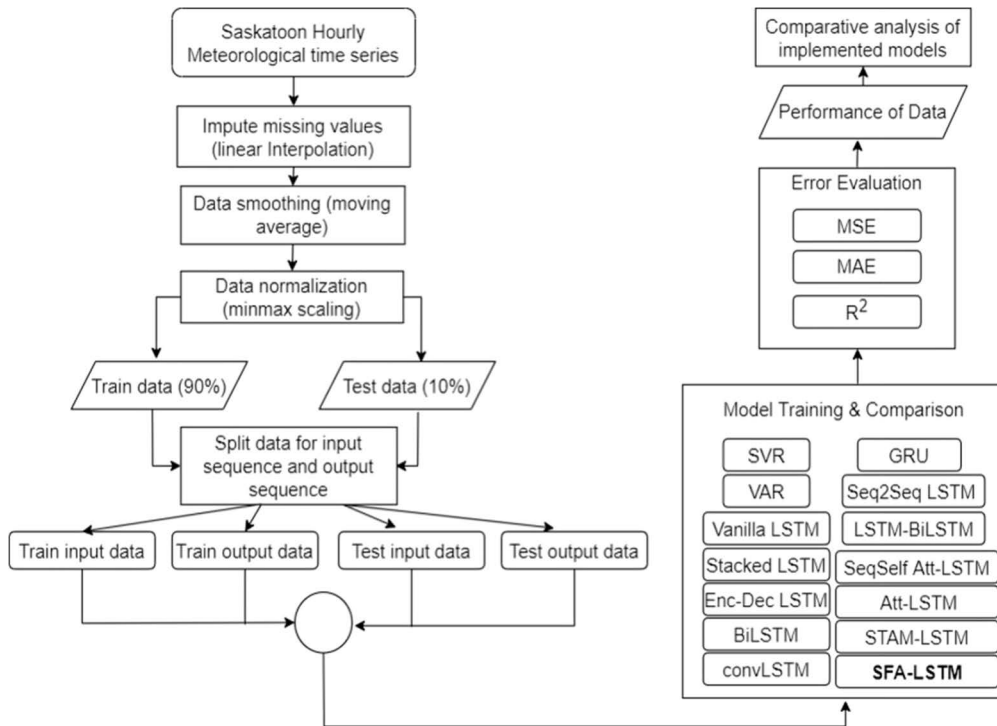 Saskatoon Hourly
Meteorological time series
Impute missing values
(linear Interpolation)
Data smoothing (moving
average)
Data normalization
(minmax scaling)
Train data (90%)
Test data (10%)
Split data for input
sequence and output
sequence
Train input data
Train output data
Test input data
Test output data
Comparative analysis of
implemented models
Performance of Data
Error Evaluation
MSE
MAE
R²
Model Training & Comparison
SVR
GRU
VAR
Seq2Seq LSTM
Vanilla LSTM
LSTM-BiLSTM
Stacked LSTM
SeqSelf Att-LSTM
Enc-Dec LSTM
Att-LSTM
BiLSTM
STAM-LSTM
convLSTM
SFA-LSTM